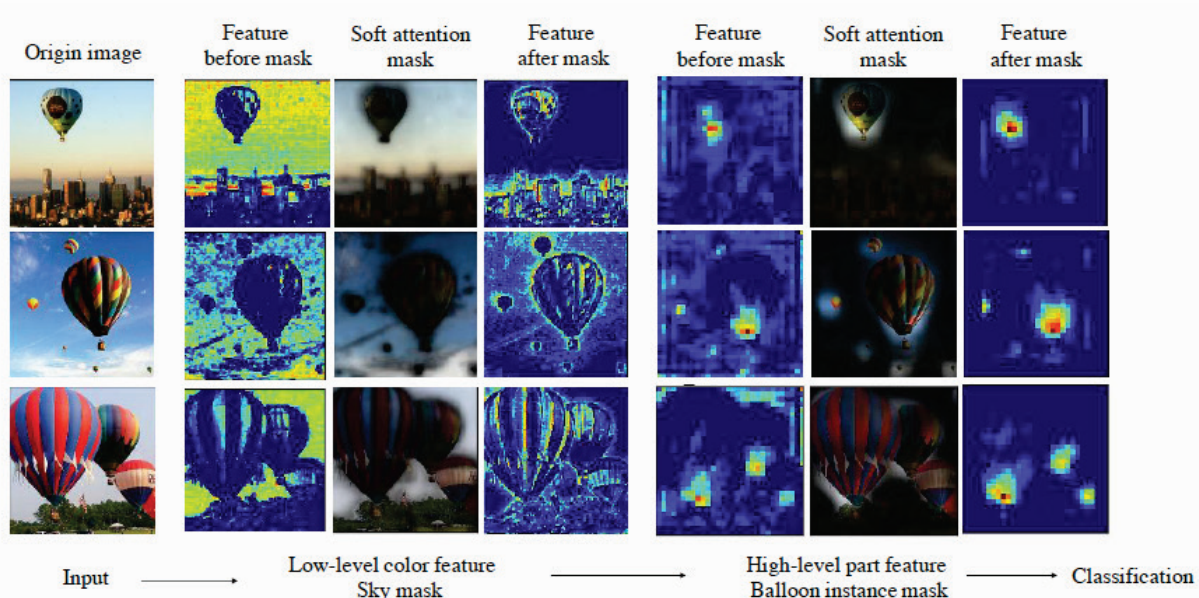 Origin image
Feature
before mask
Soft attention
mask
Feature
after mask
Feature
before mask
Soft attention
mask
Feature
after mask
Input
Low-level color feature
Sky mask
High-level part feature
Balloon instance mask
Classification